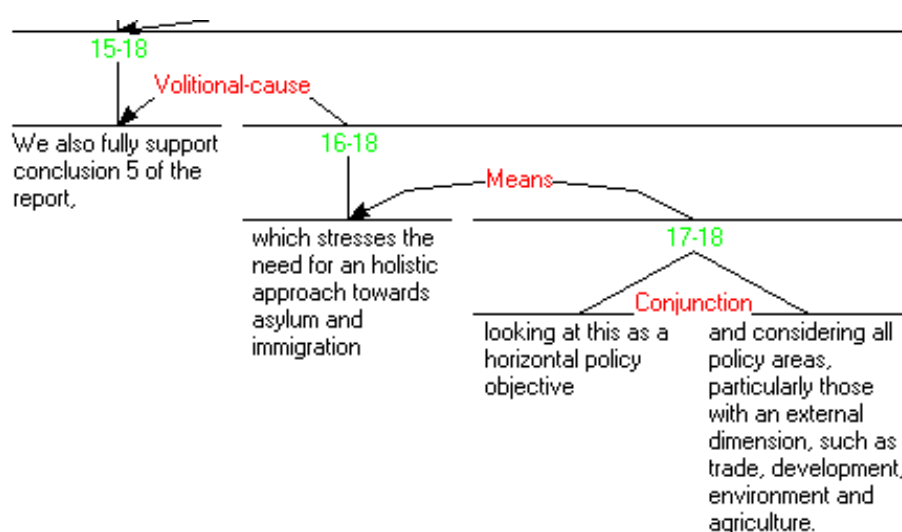 15-18
Volitional-cause
We also fully support
conclusion 5 of the
report,
16-18
Means
which stresses the
need for an holistic
approach towards
asylum and
immigration
17-18
Conjunction
looking at this as a
horizontal policy
objective
and considering all
policy areas,
particularly those
with an external
dimension, such as
trade, development,
environment and
agriculture.